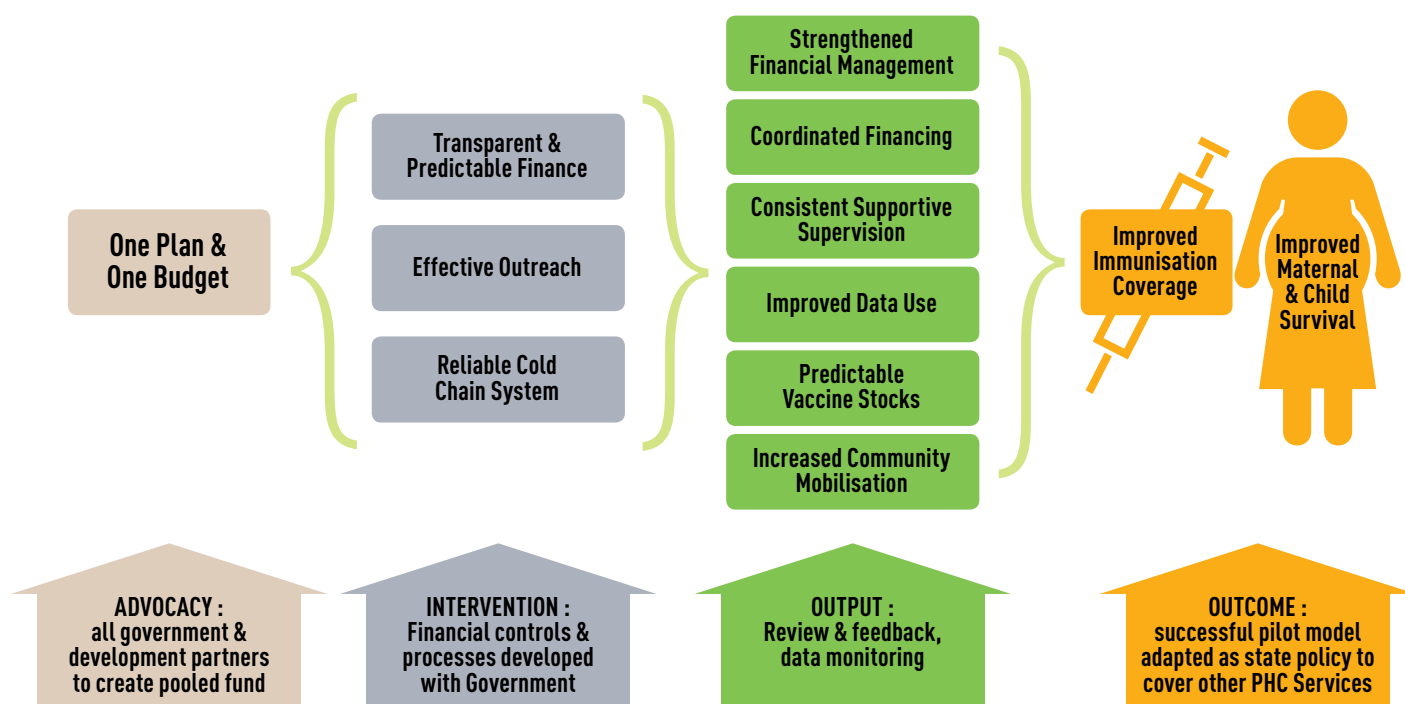 One Plan &
One Budget
Transparent &
Predictable Finance
Effective Outreach
Reliable Cold
Chain System
Strengthened
Financial Management
Coordinated Financing
Consistent Supportive
Supervision
Improved Data Use
Predictable
Vaccine Stocks
Increased Community
Mobilisation
Improved
Immunisation
Coverage
Improved
Maternal
& Child
Survival
ADVOCACY :
all government &
development partners
to create pooled fund
INTERVENTION :
Financial controls &
processes developed
with Government
OUTPUT :
Review & feedback,
data monitoring
OUTCOME :
successful pilot model
adapted as state policy to
cover other PHC Services